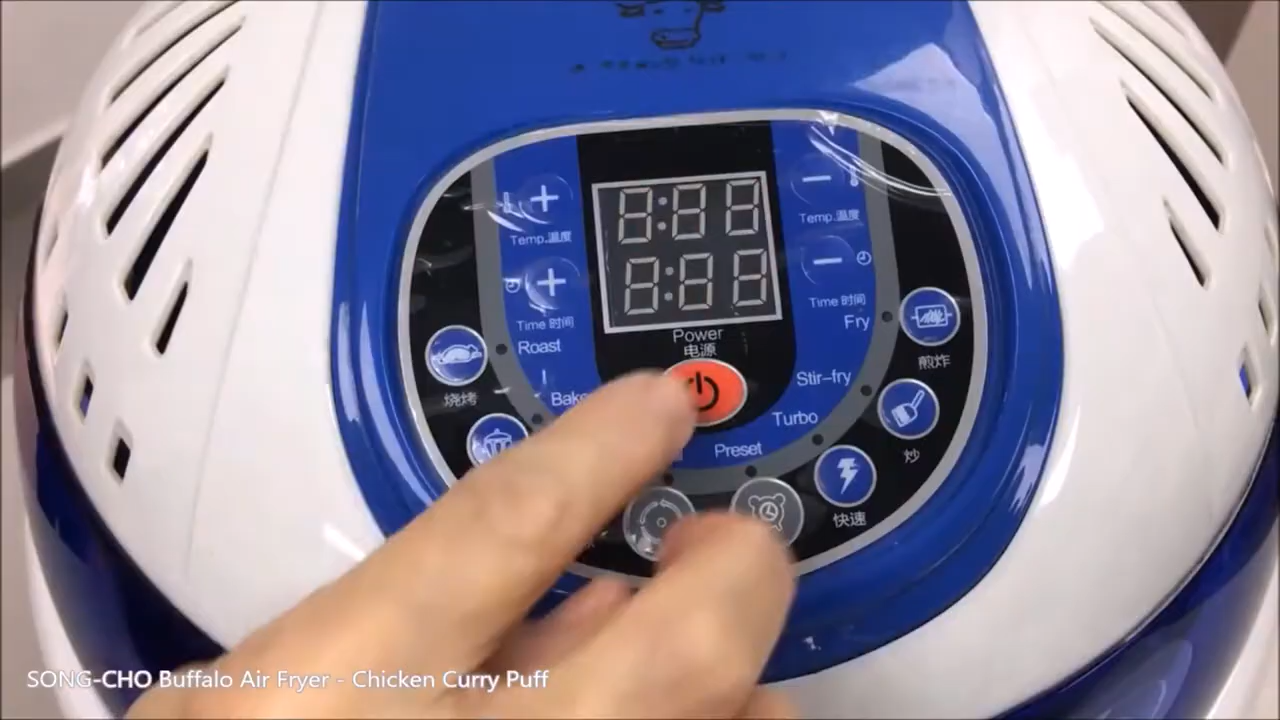 8:88
8:88
Temp.温度
Temp.温度
Time 时间
Time 时间
Power
电源
Roast
Fry
烧烤
煎炸
Bake
Stir-fry
Turbo
炒
Preset
快速
SONG-CHO Buffalo Air Fryer - Chicken Curry Puff